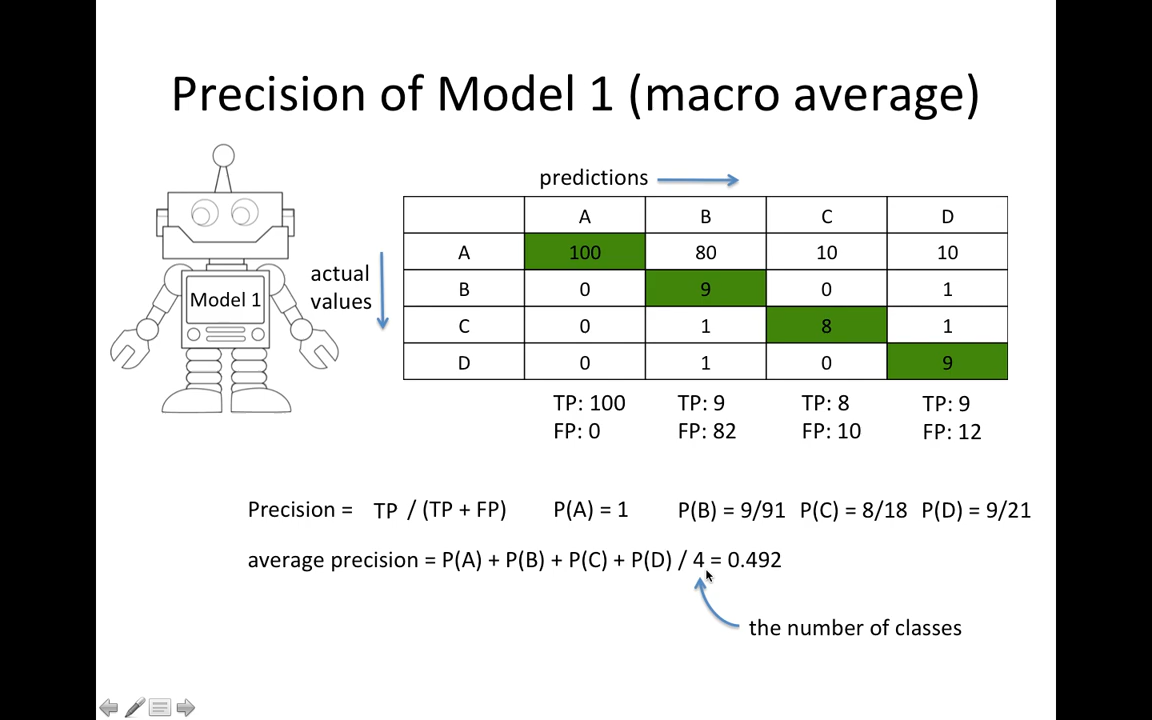 Precision of Model 1 (macro average)
predictions
actual
values
Model 1
A B C D
A 100 80 10 10
B 0 9 0 1
C 0 1 8 1
D 0 1 0 9
TP: 100 TP: 9 TP: 8 TP: 9
FP: 0 FP: 82 FP: 10 FP: 12
Precision = TP / (TP + FP) P(A) = 1 P(B) = 9/91 P(C) = 8/18 P(D) = 9/21
average precision = P(A) + P(B) + P(C) + P(D) / 4 = 0.492
the number of classes